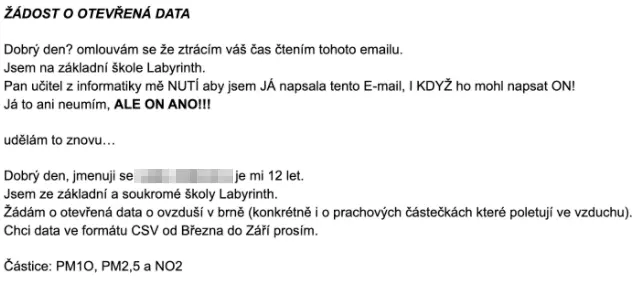 ŽÁDOST O OTEVŘENÁ DATA
Dobrý den? omlouvám se že ztrácím váš čas čtením tohoto emailu.
Jsem na základní škole Labyrinth.
Pan učitel z informatiky mě NUTÍ aby jsem JÁ napsala tento E-mail, I KDYŽ ho mohl napsat ON!
Já to ani neumím, ALE ON ANO!!!
udělám to znovu…
Dobrý den, jmenuji se je mi 12 let.
Jsem ze základní a soukromé školy Labyrinth.
Žádám o otevřená data o ovzduší v brně (konkrétně i o prachových částečkách které poletují ve vzduchu).
Chci data ve formátu CSV od Března do Září prosím.
Částice: PM1O, PM2,5 a NO2